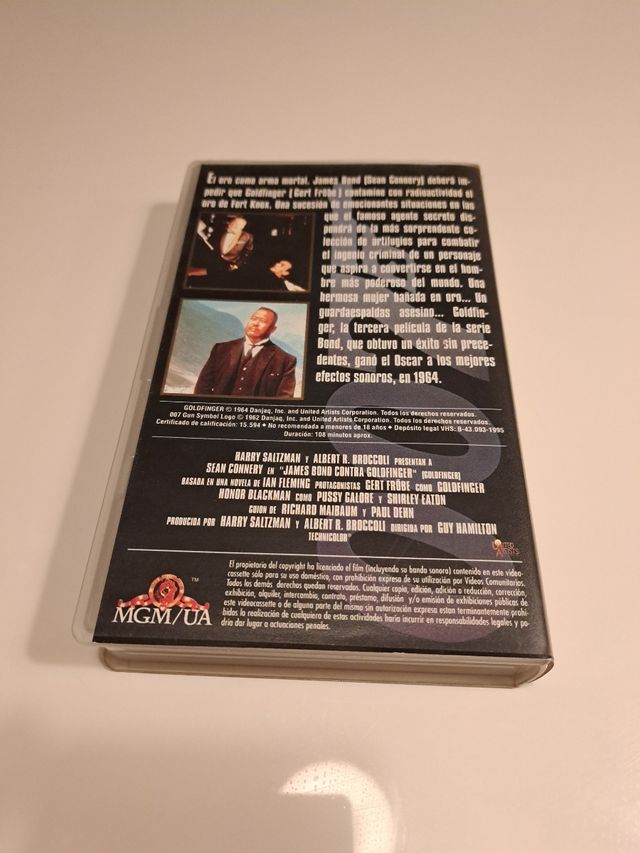 El oro como arma mortal. James Bond (Sean Connery) deberá im-
pedir que Goldfinger (Gert Fröbe) contamine con radioactividad el
oro de Fort Knox. Una sucesión de emocionantes situaciones en las
que el famoso agente secreto dis-
pondrá de la más sorprendente co-
lección de artilugios para combatir
el ingenio criminal de un personaje
que aspira a convertirse en el hom-
bre más poderoso del mundo. Una
hermosa mujer bañada en oro... Un
guardaespaldas asesino... Goldfin-
ger, la tercera película de la serie
Bond, que obtuvo un éxito sin prece-
dentes, ganó el Oscar a los mejores
efectos sonoros, en 1964.
GOLDFINGER © 1964 Danjaq, Inc. and United Artists Corporation. Todos los derechos reservados.
007 Gun Symbol Logo © 1962 Danjaq, Inc. and United Artists Corporation. Todos los derechos reservados.
Certificado de calificación: 15.594 • No recomendada a menores de 18 años • Depósito legal VHS: B-43.093-1995
Duración: 108 minutos aprox.
HARRY SALTZMAN Y ALBERT R. BROCCOLI PRESENTAN A
SEAN CONNERY EN "JAMES BOND CONTRA GOLDFINGER" (GOLDFINGER)
BASADA EN UNA NOVELA DE IAN FLEMING PROTAGONISTAS GERT FRÖBE COMO GOLDFINGER
HONOR BLACKMAN COMO PUSSY GALORE Y SHIRLEY EATON
GUION DE RICHARD MAIBAUM Y PAUL DEHN
PRODUCIDA POR HARRY SALTZMAN Y ALBERT R. BROCCOLI DIRIGIDA POR GUY HAMILTON
TECHNICOLOR
UNITED ARTISTS
El propietario del copyright ha licenciado el film (incluyendo su banda sonora) contenido en este video-
cassette sólo para su uso doméstico, con prohibición expresa de su utilización por Videos Comunitarios.
Todos los demás derechos quedan reservados. Cualquier copia, edición, adición o reducción, corrección,
exhibición, alquiler, intercambio, contrato, préstamo, difusión y/o emisión de exhibiciones públicas de
este videocassette o de alguna parte del mismo sin autorización expresa están terminantemente prohi-
bidas la realización de cualquiera de estas actividades haría incurrir en responsabilidades legales y po-
dría dar lugar a actuaciones penales.
MGM/UA
TM